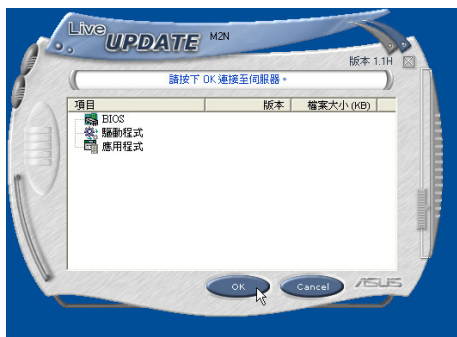 Live
UPDATE M2N
版本 1.1H
請按下 OK 連接至伺服器。
項目 版本 檔案大小 (KB)
BIOS
驅動程式
應用程式
OK Cancel ASUS